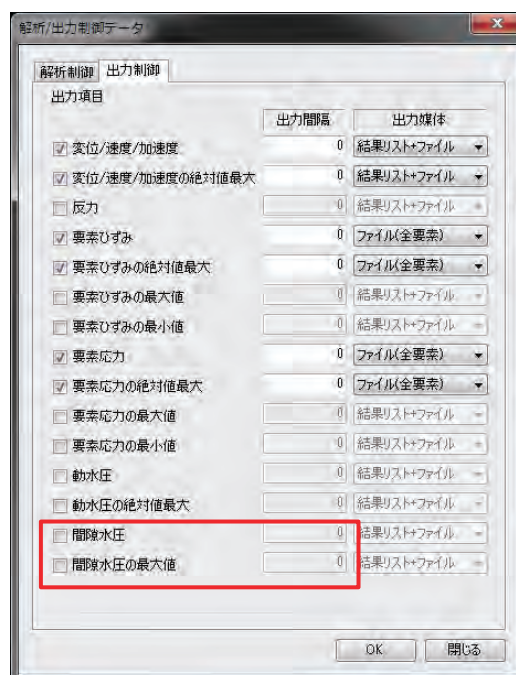 解析/出力制御データ
解析制御 出力制御
出力項目
出力間隔 出力媒体
変位/速度/加速度 0 結果リスト+ファイル
変位/速度/加速度の絶対値最大 0 結果リスト+ファイル
反力 0 結果リスト+ファイル
要素ひずみ 0 ファイル(全要素)
要素ひずみの絶対値最大 0 ファイル(全要素)
要素ひずみの最大値 0 結果リスト+ファイル
要素ひずみの最小値 0 結果リスト+ファイル
要素応力 0 ファイル(全要素)
要素応力の絶対値最大 0 ファイル(全要素)
要素応力の最大値 0 結果リスト+ファイル
要素応力の最小値 0 結果リスト+ファイル
動水圧 0 結果リスト+ファイル
動水圧の絶対値最大 0 結果リスト+ファイル
間隙水圧 0 結果リスト+ファイル
間隙水圧の最大値 0 結果リスト+ファイル
OK 閉じる